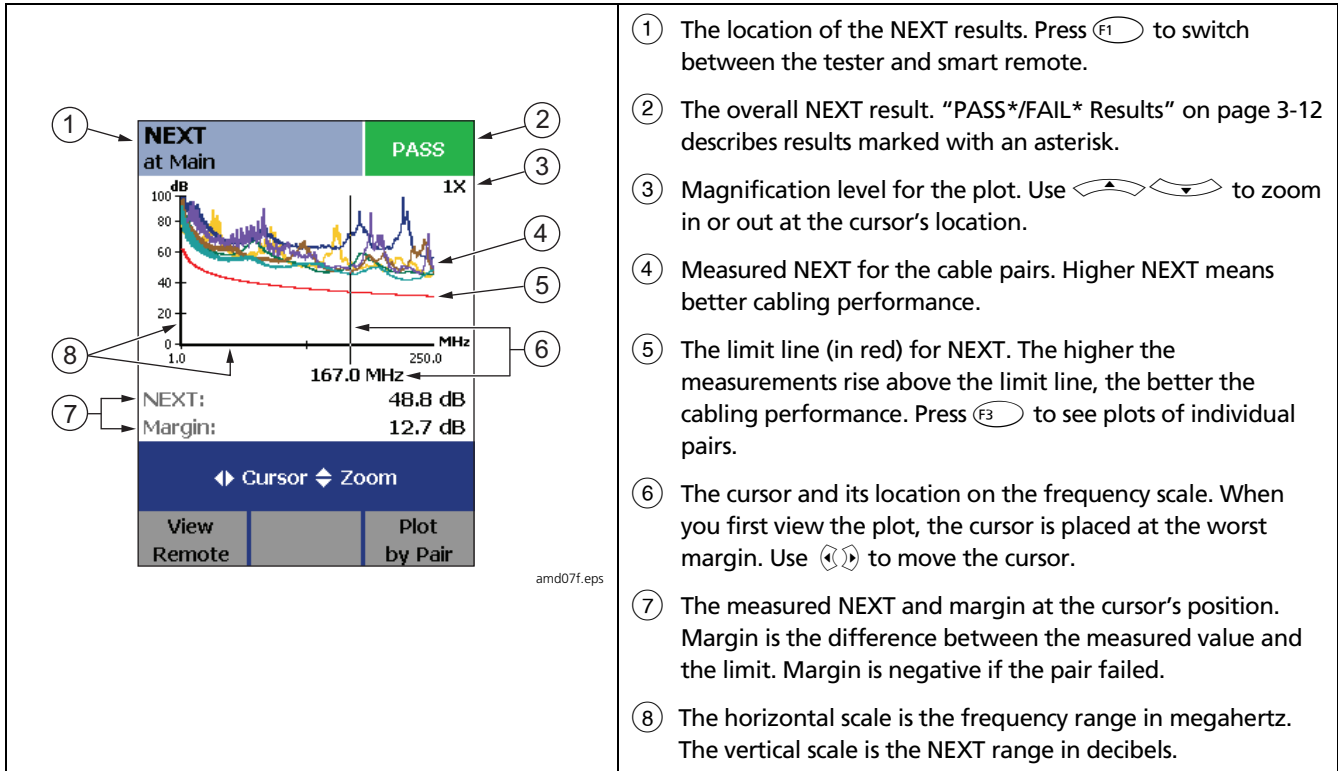 1
2
3
4
5
6
7
8
NEXT
at Main
PASS
1X
dB
100
80
60
40
20
0
MHz
1.0
250.0
167.0 MHz
NEXT: 48.8 dB
Margin: 12.7 dB
Cursor Zoom
View Remote
Plot by Pair
amd07f.eps
1 The location of the NEXT results. Press F1 to switch
between the tester and smart remote.
2 The overall NEXT result. “PASS*/FAIL* Results” on page 3-12
describes results marked with an asterisk.
3 Magnification level for the plot. Use to zoom
in or out at the cursor’s location.
4 Measured NEXT for the cable pairs. Higher NEXT means
better cabling performance.
5 The limit line (in red) for NEXT. The higher the
measurements rise above the limit line, the better the
cabling performance. Press F3 to see plots of individual
pairs.
6 The cursor and its location on the frequency scale. When
you first view the plot, the cursor is placed at the worst
margin. Use to move the cursor.
7 The measured NEXT and margin at the cursor’s position.
Margin is the difference between the measured value and
the limit. Margin is negative if the pair failed.
8 The horizontal scale is the frequency range in megahertz.
The vertical scale is the NEXT range in decibels.